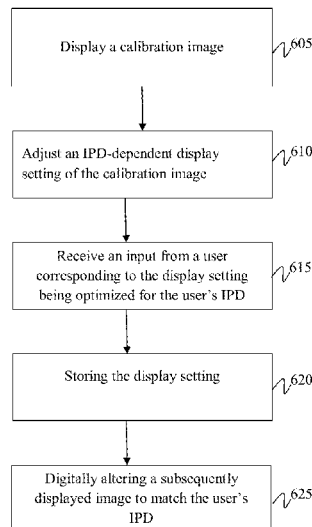 Display a calibration image
605
Adjust an IPD-dependent display
setting of the calibration image
610
Receive an input from a user
corresponding to the display setting
being optimized for the user's IPD
615
Storing the display setting
620
Digitally altering a subsequently
displayed image to match the user's
IPD
625